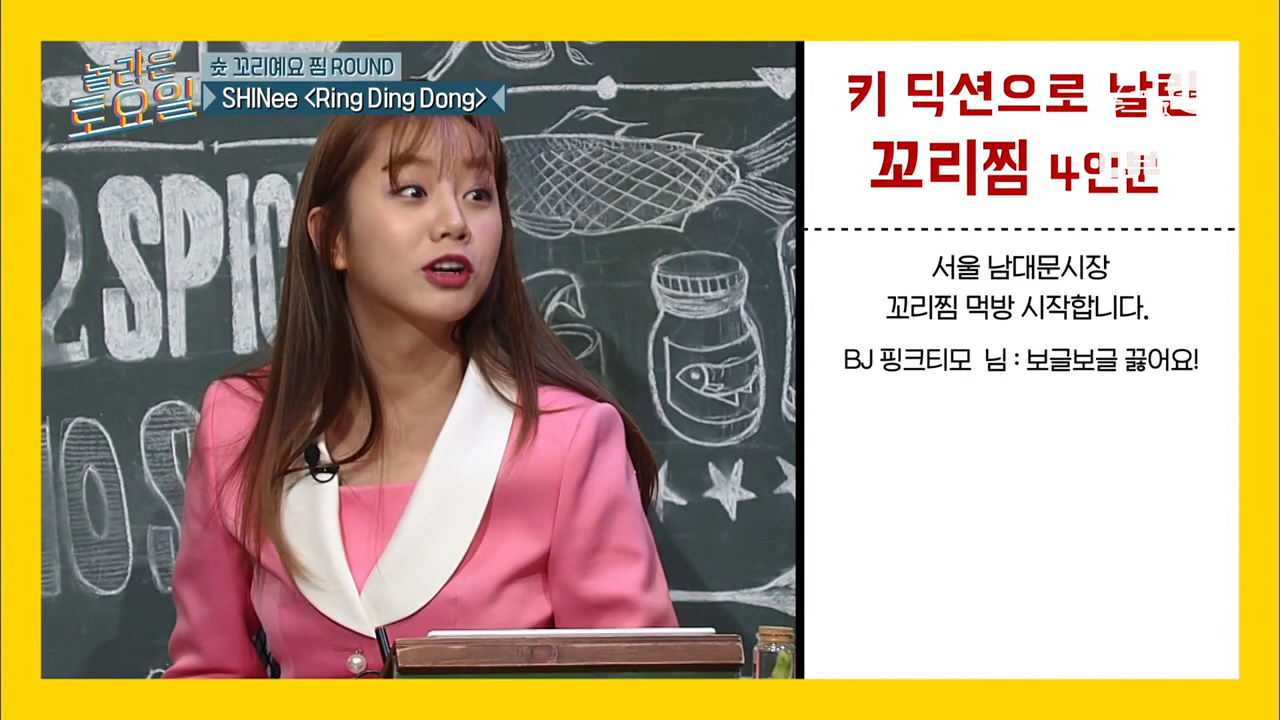 놀라운
토요일
슛 꼬리예요 찜 ROUND
SHINee <Ring Ding Dong>
SPIC
키 딕션으로 날린
꼬리찜 4인분
서울 남대문시장
꼬리찜 먹방 시작합니다.
BJ 핑크티모 님 : 보글보글 끓어요!